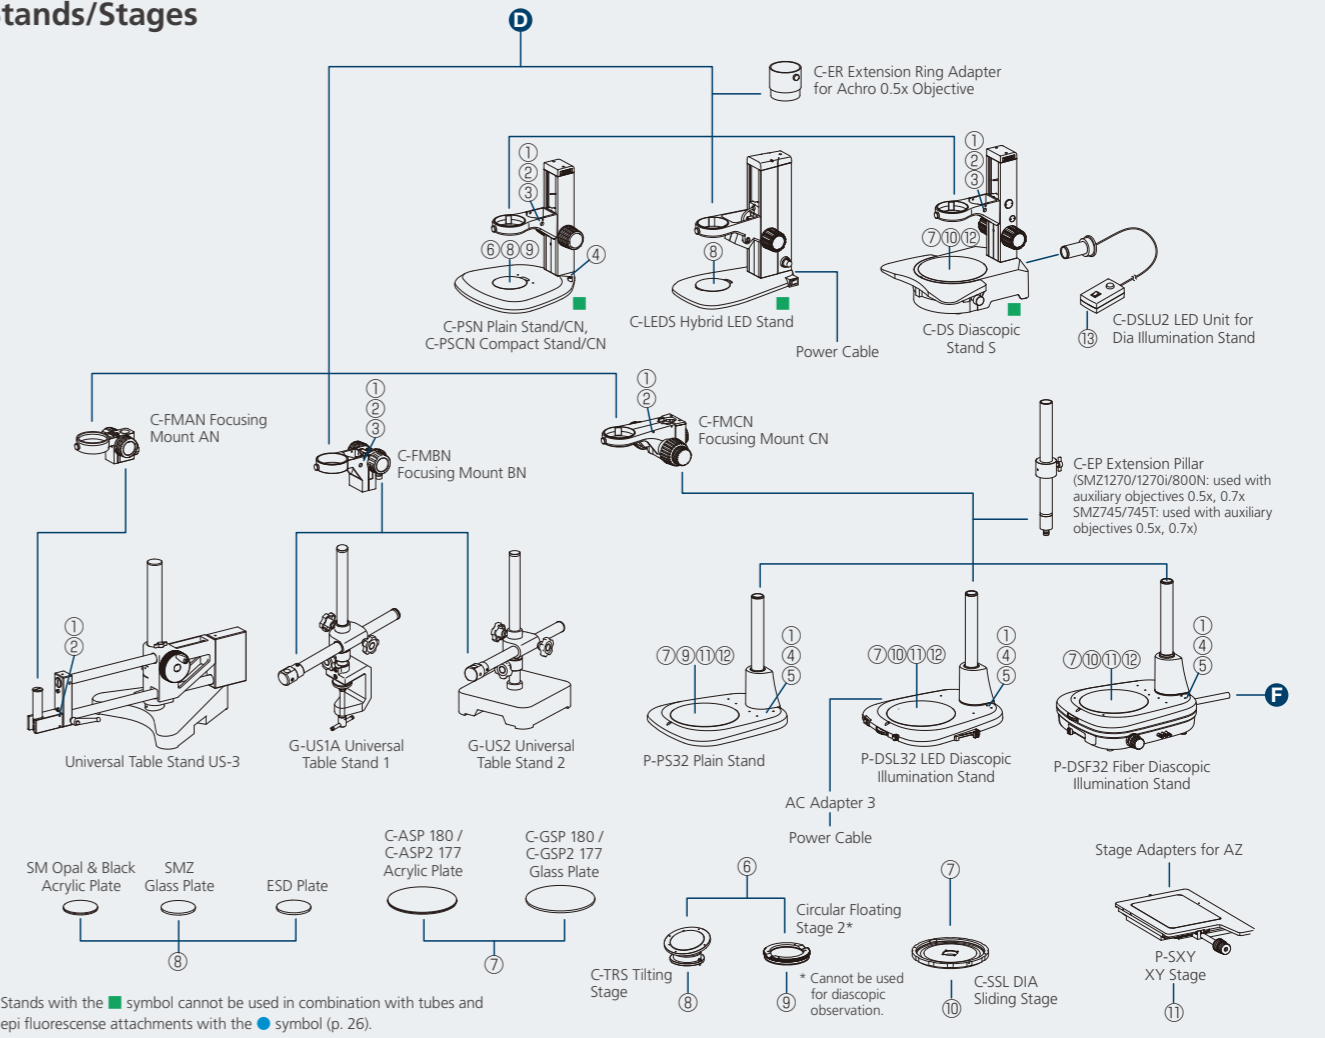 Stands/Stages
D
C-ER Extension Ring Adapter
for Achro 0.5x Objective
①
②
③
⑥⑧⑨
④
C-PSN Plain Stand/CN,
C-PSCN Compact Stand/CN
⑧
C-LEDS Hybrid LED Stand
Power Cable
①
②
③
⑦⑩⑫
C-DS Diascopic
Stand S
⑬
C-DSLU2 LED Unit for
Dia Illumination Stand
C-FMAN Focusing
Mount AN
①
②
③
C-FMBN
Focusing Mount BN
①
②
C-FMCN
Focusing Mount CN
C-EP Extension Pillar
(SMZ1270/1270i/800N: used with
auxiliary objectives 0.5x, 0.7x
SMZ745/745T: used with auxiliary
objectives 0.5x, 0.7x)
①
②
Universal Table Stand US-3
G-US1A Universal
Table Stand 1
G-US2 Universal
Table Stand 2
⑦⑨⑪⑫
①
④
⑤
P-PS32 Plain Stand
⑦⑩⑪⑫
①
④
⑤
P-DSL32 LED Diascopic
Illumination Stand
AC Adapter 3
Power Cable
⑦⑩⑪⑫
①
④
⑤
F
P-DSF32 Fiber Diascopic
Illumination Stand
SM Opal & Black
Acrylic Plate
SMZ
Glass Plate
ESD Plate
⑧
C-ASP 180 /
C-ASP2 177
Acrylic Plate
C-GSP 180 /
C-GSP2 177
Glass Plate
⑦
⑥
C-TRS Tilting
Stage
⑧
Circular Floating
Stage 2*
⑨
* Cannot be used
for diascopic
observation.
⑦
C-SSL DIA
Sliding Stage
⑩
Stage Adapters for AZ
P-SXY
XY Stage
⑪
Stands with the ■ symbol cannot be used in combination with tubes and
epi fluorescense attachments with the ● symbol (p. 26).